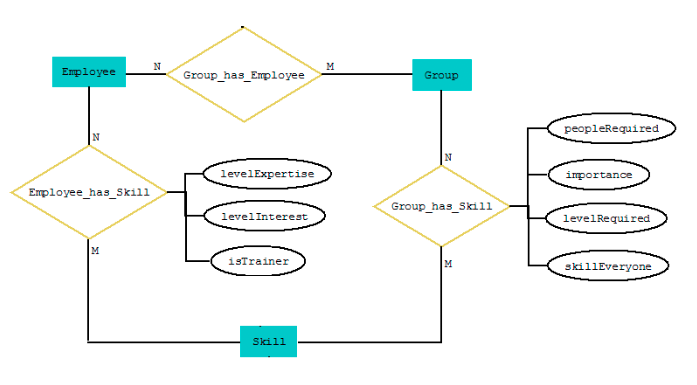 Employee
N
Group_has_Employee
M
Group
N
Employee_has_Skill
M
levelExpertise
levelInterest
isTrainer
N
Group_has_Skill
M
peopleRequired
importance
levelRequired
skillEveryone
Skill